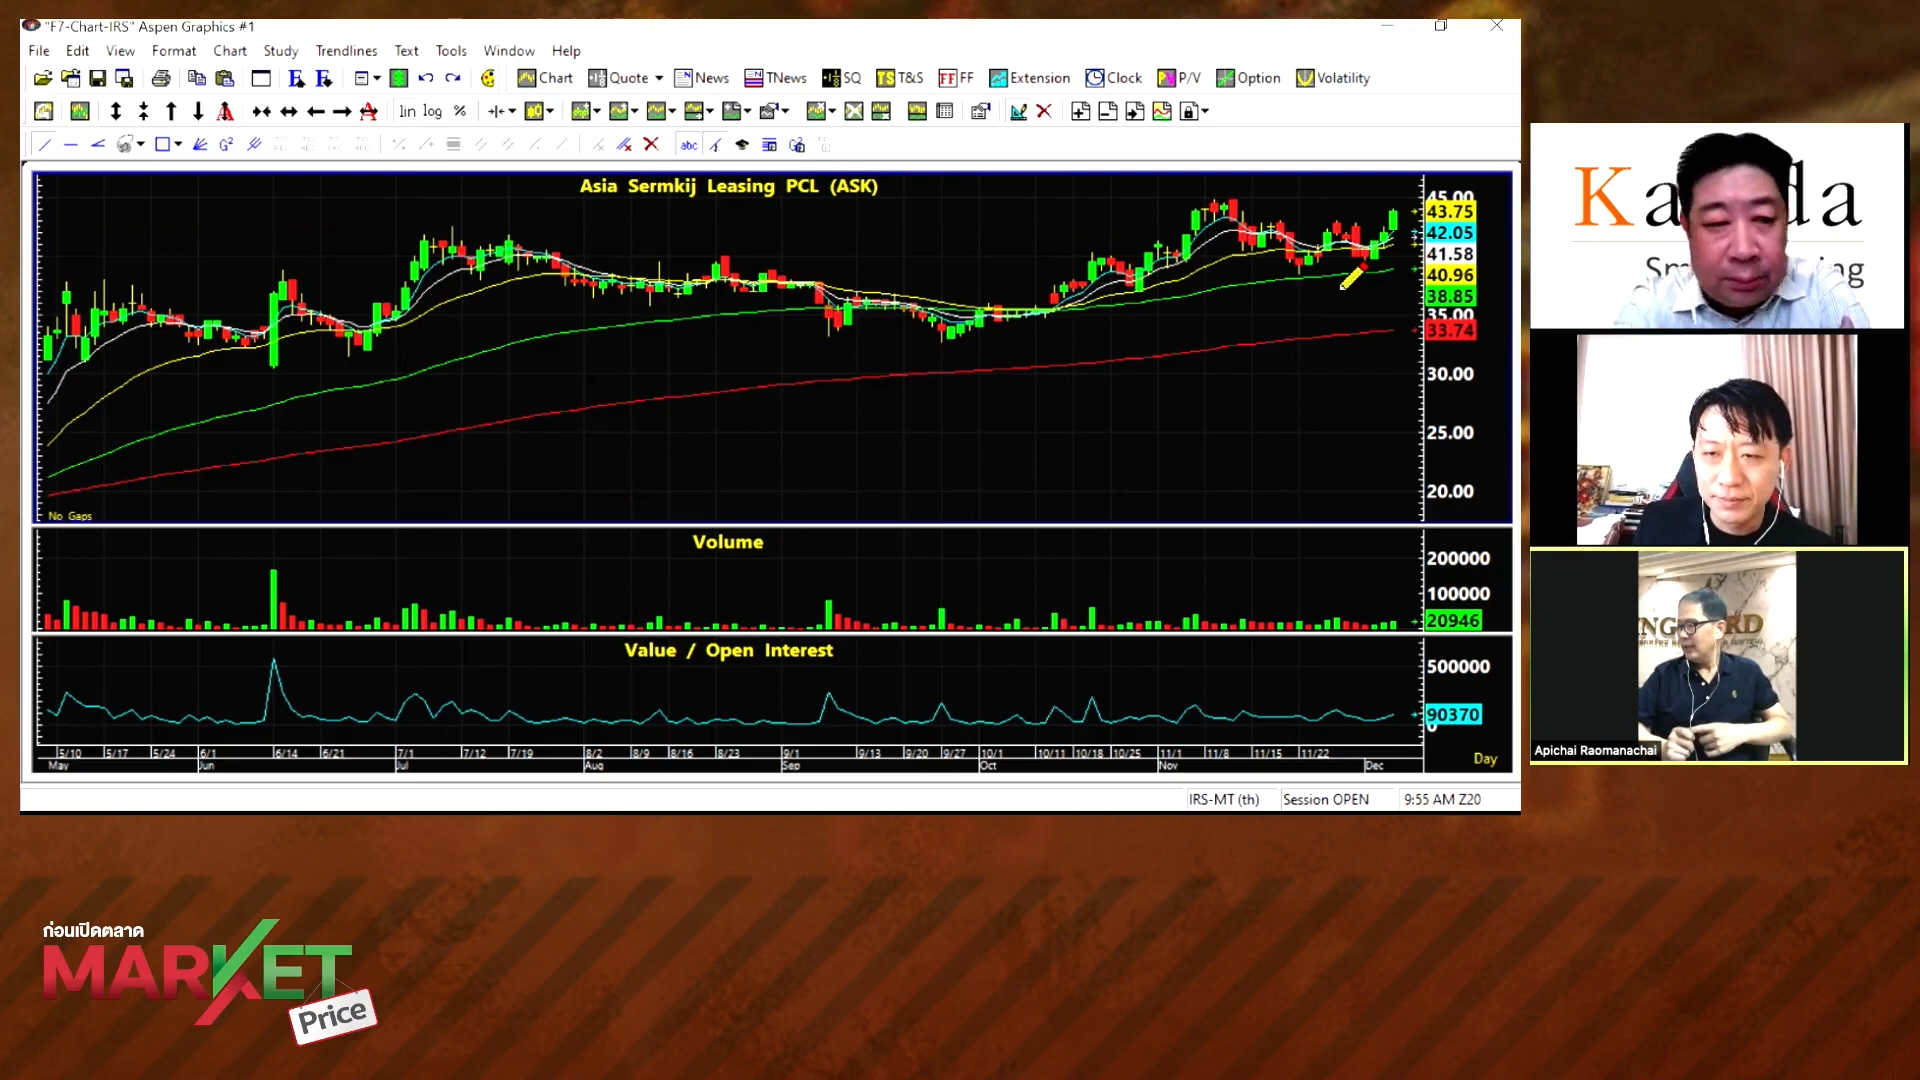 "F7-Chart-IRS" Aspen Graphics #1
File Edit View Format Chart Study Trendlines Text Tools Window Help
Chart Quote News TNews SQ TS T&S FF FF Extension Clock P/V Option Volatility
lin log %
abc
Asia Sermkij Leasing PCL (ASK)
45.00
43.75
42.05
41.58
40.96
38.85
35.00
33.74
30.00
25.00
20.00
No Gaps
Volume
200000
100000
20946
Value / Open Interest
500000
90370
0
5/10 5/17 5/24 6/1 6/14 6/21 7/1 7/12 7/19 8/2 8/9 8/16 8/23 9/1 9/13 9/20 9/27 10/1 10/11 10/18 10/25 11/1 11/8 11/15 11/22
May Jun Jul Aug Sep Oct Nov Dec
Day
IRS-MT (th) Session OPEN 9:55 AM Z20
Apichai Raomanachai
ก่อนเปิดตลาด
MARKET
Price